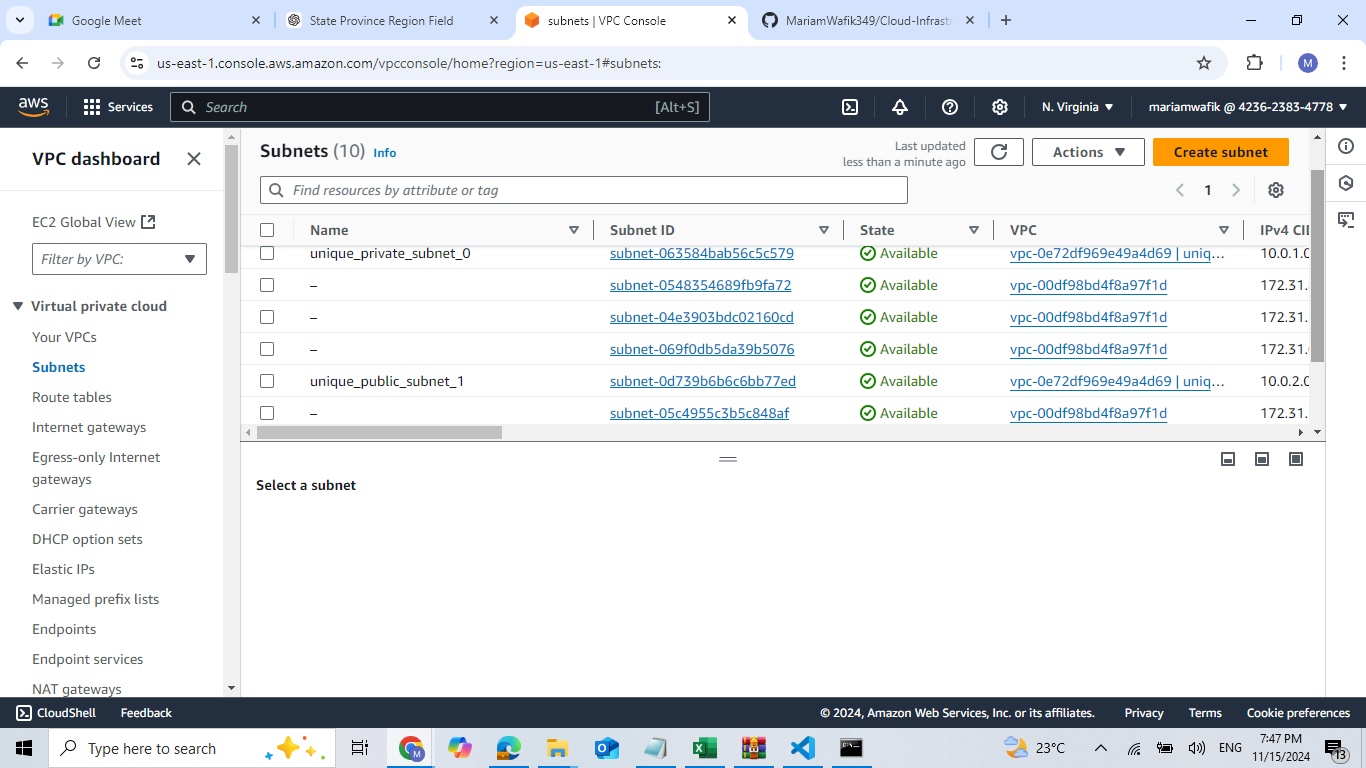 Google Meet
State Province Region Field
subnets | VPC Console
MariamWafik349/Cloud-Infrast
us-east-1.console.aws.amazon.com/vpcconsole/home?region=us-east-1#subnets:
M
aws
Services
Search
[Alt+S]
N. Virginia
mariamwafik @ 4236-2383-4778
VPC dashboard
EC2 Global View
Filter by VPC:
Virtual private cloud
Your VPCs
Subnets
Route tables
Internet gateways
Egress-only Internet
gateways
Carrier gateways
DHCP option sets
Elastic IPs
Managed prefix lists
Endpoints
Endpoint services
NAT gateways
Subnets (10) Info
Last updated
less than a minute ago
Actions
Create subnet
Find resources by attribute or tag
1
Name Subnet ID State VPC IPv4 CII
unique_private_subnet_0 subnet-063584bab56c5c579 Available vpc-0e72df969e49a4d69 | uniq… 10.0.1.0
– subnet-0548354689fb9fa72 Available vpc-00df98bd4f8a97f1d 172.31.
– subnet-04e3903bdc02160cd Available vpc-00df98bd4f8a97f1d 172.31.
– subnet-069f0db5da39b5076 Available vpc-00df98bd4f8a97f1d 172.31.
unique_public_subnet_1 subnet-0d739b6b6c6bb77ed Available vpc-0e72df969e49a4d69 | uniq… 10.0.2.0
– subnet-05c4955c3b5c848af Available vpc-00df98bd4f8a97f1d 172.31.
Select a subnet
CloudShell
Feedback
© 2024, Amazon Web Services, Inc. or its affiliates.
Privacy
Terms
Cookie preferences
Type here to search
M
23°C
ENG
7:47 PM
11/15/2024
13